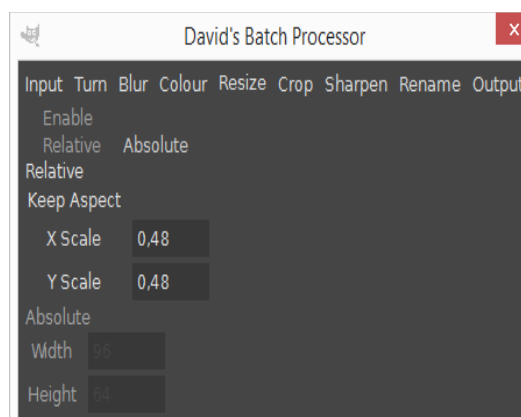 David's Batch Processor
x
Input Turn Blur Colour Resize Crop Sharpen Rename Output
Enable
Relative Absolute
Relative
Keep Aspect
X Scale 0,48
Y Scale 0,48
Absolute
Width 96
Height 64